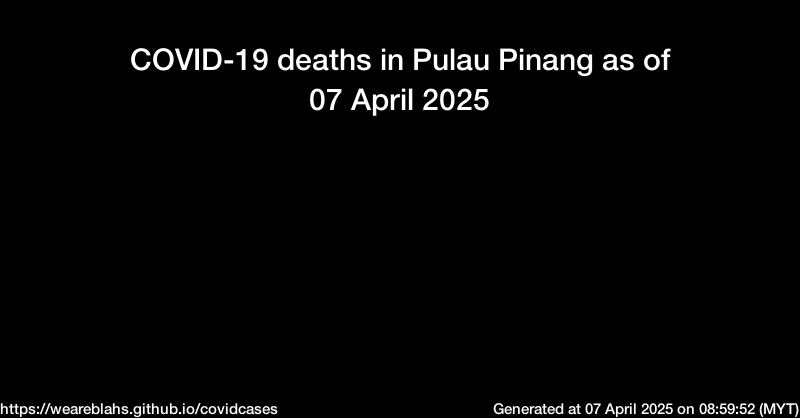 COVID-19 deaths in Pulau Pinang as of
07 April 2025
https://weareblahs.github.io/covidcases
Generated at 07 April 2025 on 08:59:52 (MYT)